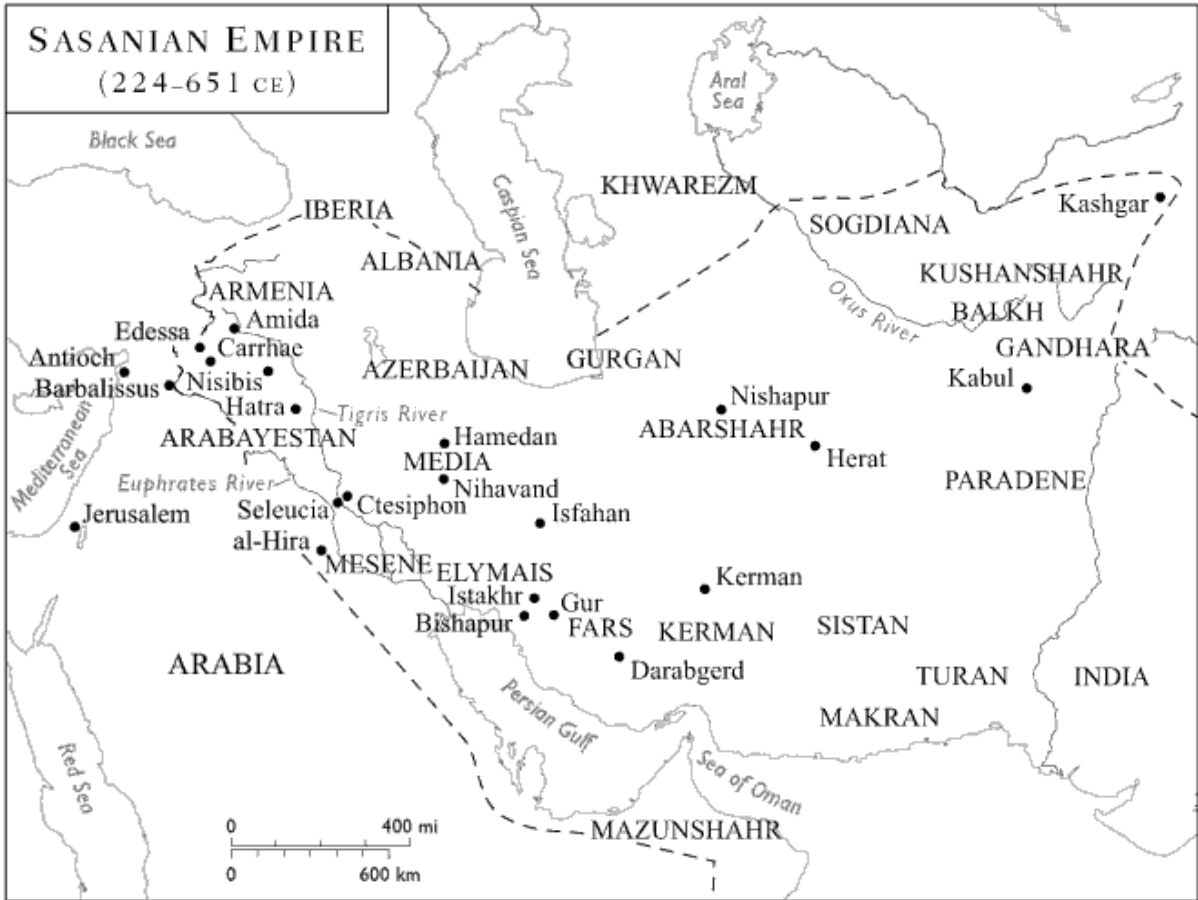 SASANIAN EMPIRE
(224–651 CE)
Black Sea
Caspian Sea
Aral
Sea
KHWAREZM
IBERIA
SOGDIANA
Kashgar
ALBANIA
KUSHANSHAHR
ARMENIA
Oxus River
BALKH
Amida
Edessa
Carrhae
Antioch
AZERBAIJAN
GURGAN
GANDHARA
Barbalissus
Nisibis
Kabul
Hatra
Tigris River
Nishapur
Mediterranean
Sea
ARABAYESTAN
Hamedan
ABARSHAHR
MEDIA
Herat
Euphrates River
Nihavand
PARADENE
Seleucia
Ctesiphon
Jerusalem
Isfahan
al-Hira
MESENE
ELYMAIS
Kerman
Istakhr
Gur
Bishapur
FARS
KERMAN
SISTAN
ARABIA
Darabgerd
TURAN
INDIA
Persian Gulf
MAKRAN
Red Sea
Sea of Oman
0 400 mi
MAZUNSHAHR
0 600 km